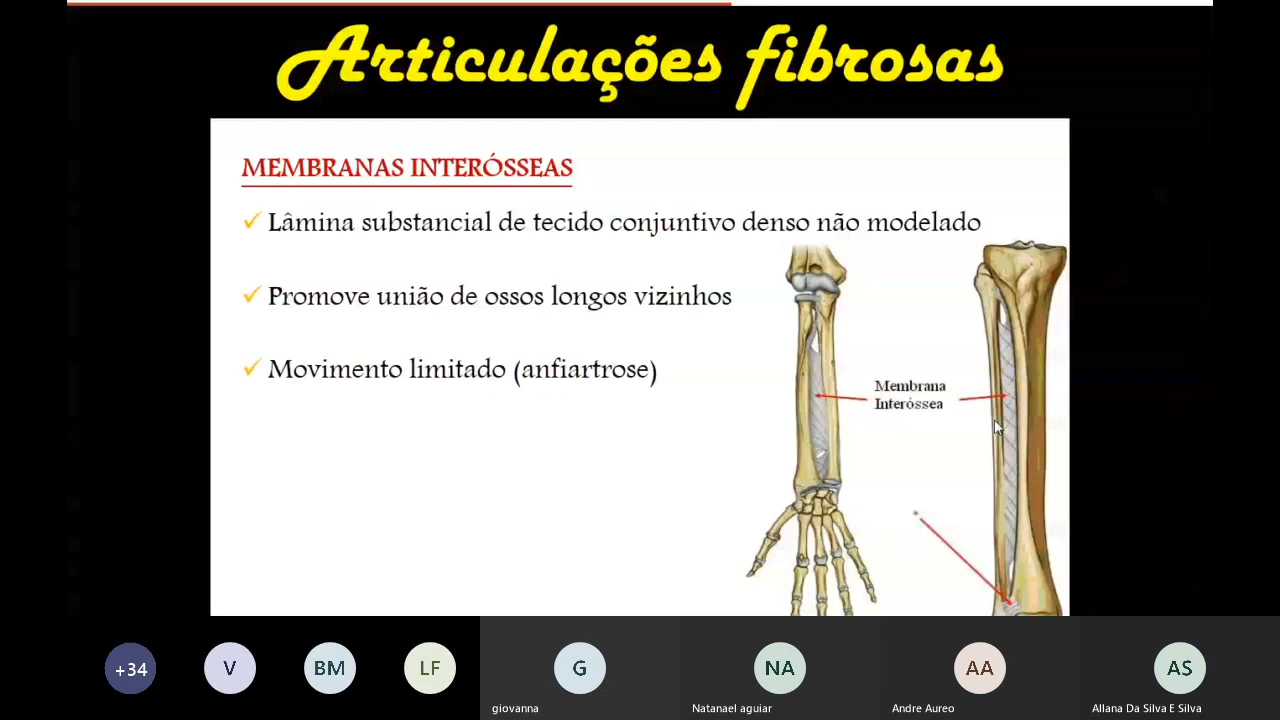 Articulações fibrosas
MEMBRANAS INTERÓSSEAS
Lâmina substancial de tecido conjuntivo denso não modelado
Promove união de ossos longos vizinhos
Movimento limitado (anfiartrose)
Membrana
Interóssea
+34
V
BM
LF
G
NA
AA
AS
giovanna
Natanael aguiar
Andre Aureo
Allana Da Silva E Silva